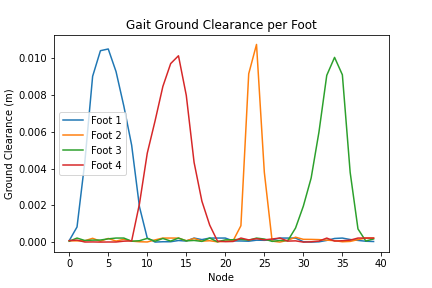 Gait Ground Clearance per Foot
Ground Clearance (m)
0.010
0.008
0.006
0.004
0.002
0.000
Foot 1
Foot 2
Foot 3
Foot 4
0 5 10 15 20 25 30 35 40
Node